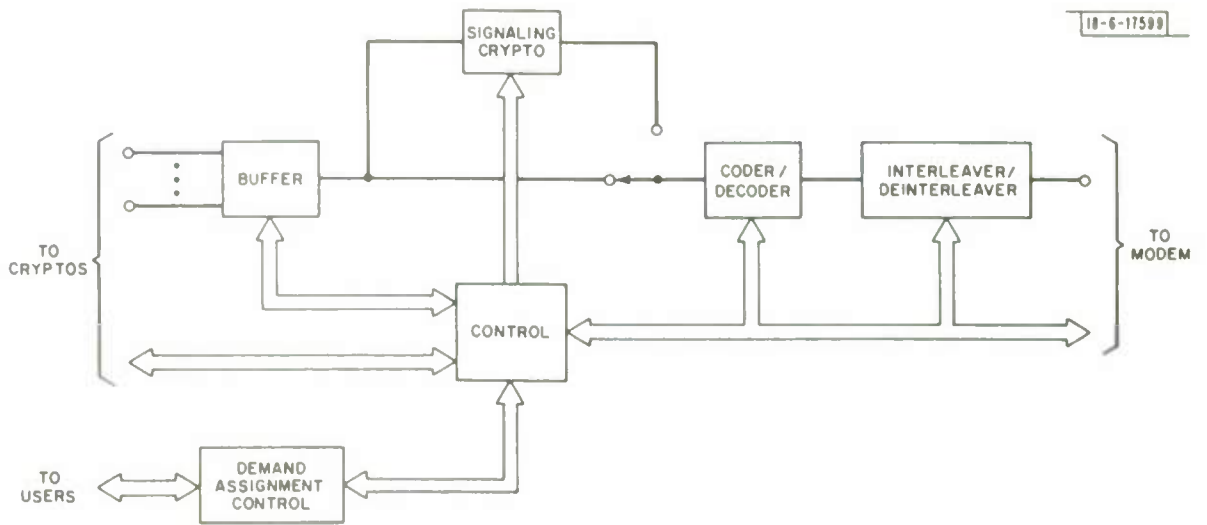 18-6-17599
SIGNALING
CRYPTO
BUFFER
CODER /
DECODER
INTERLEAVER/
DEINTERLEAVER
TO
CRYPTOS
TO
MODEM
CONTROL
TO
USERS
DEMAND
ASSIGNMENT
CONTROL